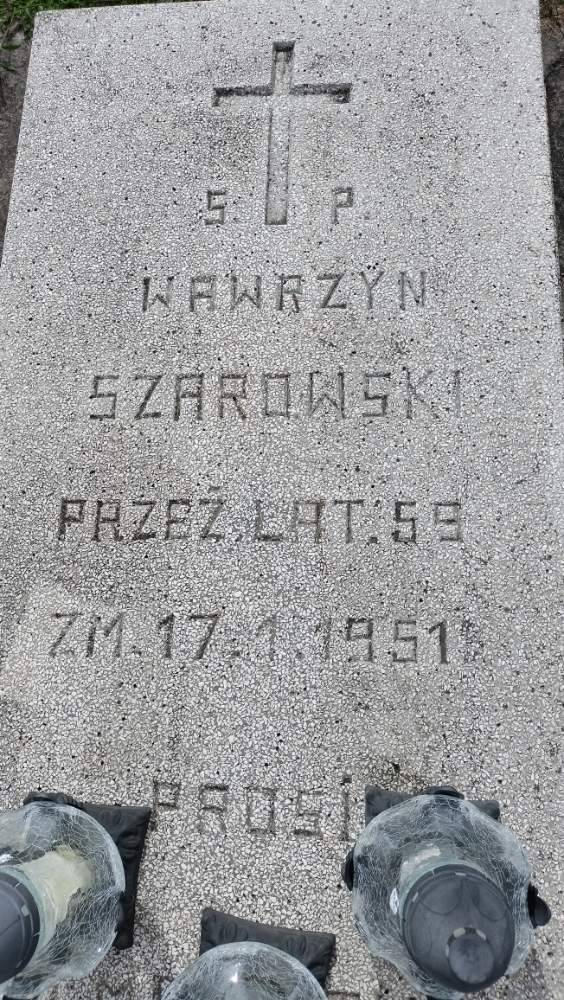 S. P.
WAWRZYN
SZAROWSKI
PRZEŻ. LAT. 59
ZM. 17.1.1951
PROSI